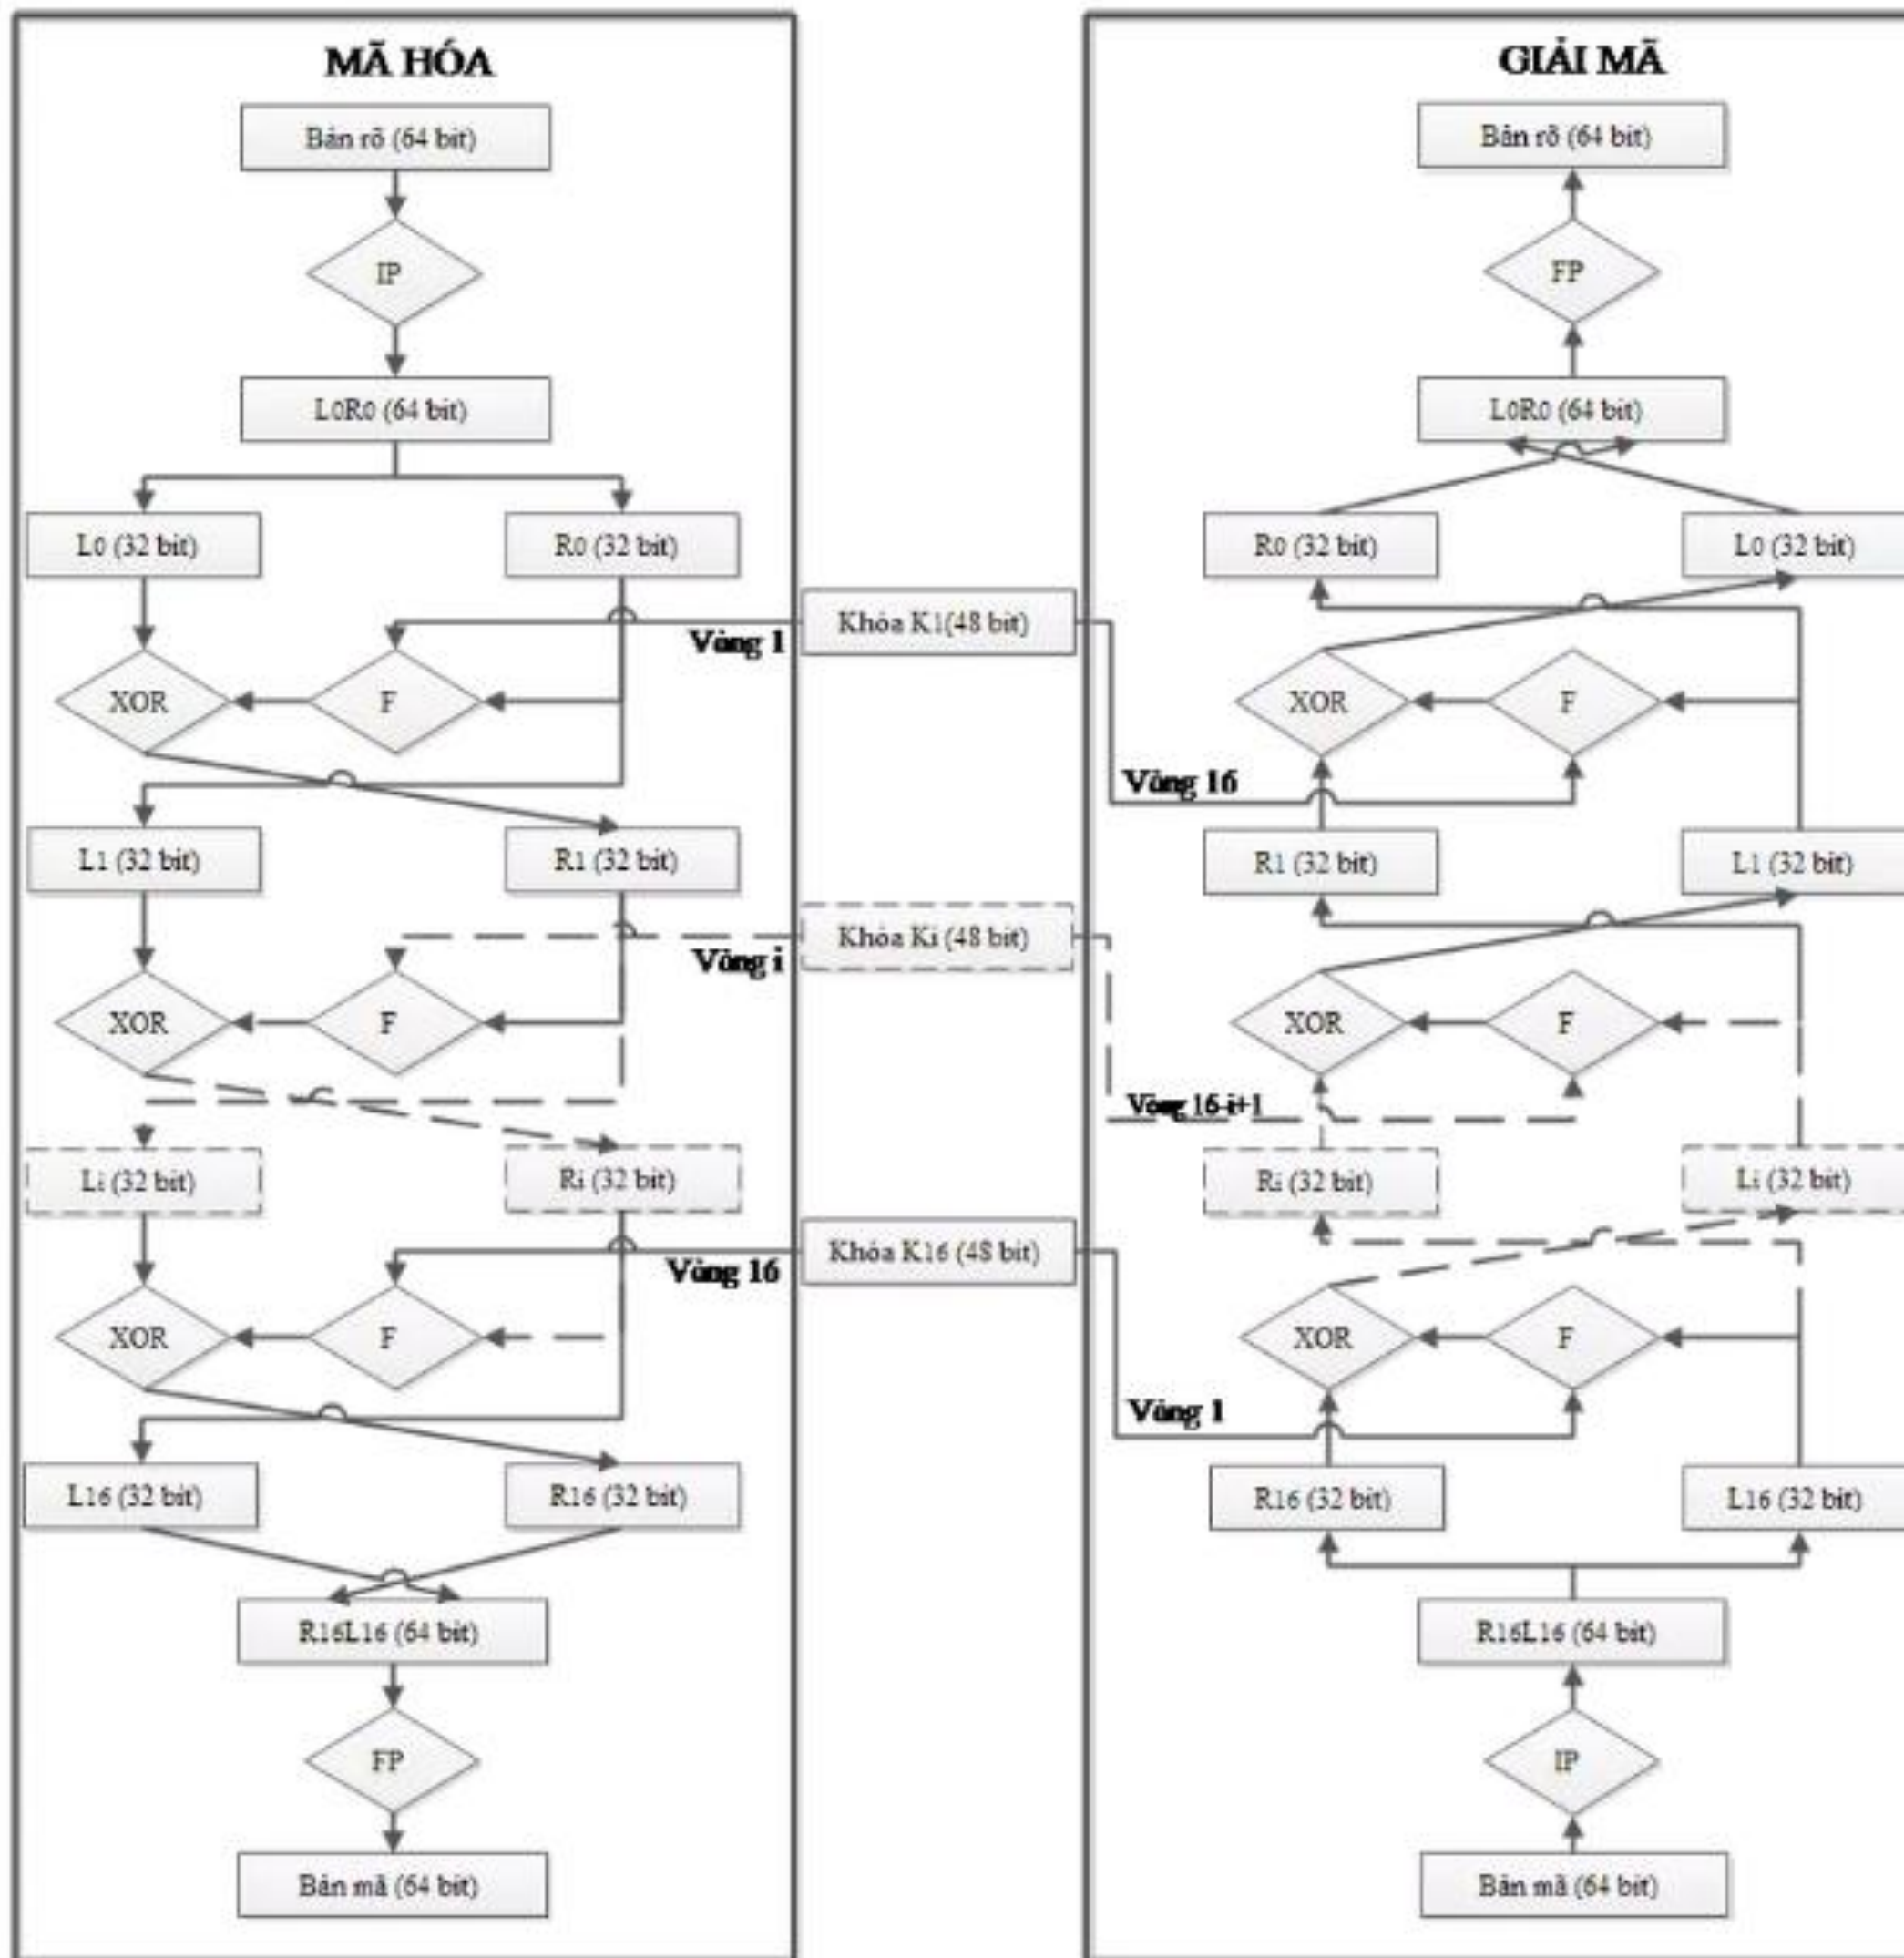 MÃ HÓA
Bản rõ (64 bit)
IP
L0R0 (64 bit)
L0 (32 bit)
R0 (32 bit)
Vòng 1
XOR
F
L1 (32 bit)
R1 (32 bit)
Vòng i
XOR
F
Li (32 bit)
Ri (32 bit)
Vòng 16
XOR
F
L16 (32 bit)
R16 (32 bit)
R16L16 (64 bit)
FP
Bản mã (64 bit)
Khóa K1(48 bit)
Khóa Ki (48 bit)
Khóa K16 (48 bit)
GIẢI MÃ
Bản rõ (64 bit)
FP
L0R0 (64 bit)
R0 (32 bit)
L0 (32 bit)
XOR
F
Vòng 16
R1 (32 bit)
L1 (32 bit)
XOR
F
Vòng 16-i+1
Ri (32 bit)
Li (32 bit)
XOR
F
Vòng 1
R16 (32 bit)
L16 (32 bit)
R16L16 (64 bit)
IP
Bản mã (64 bit)